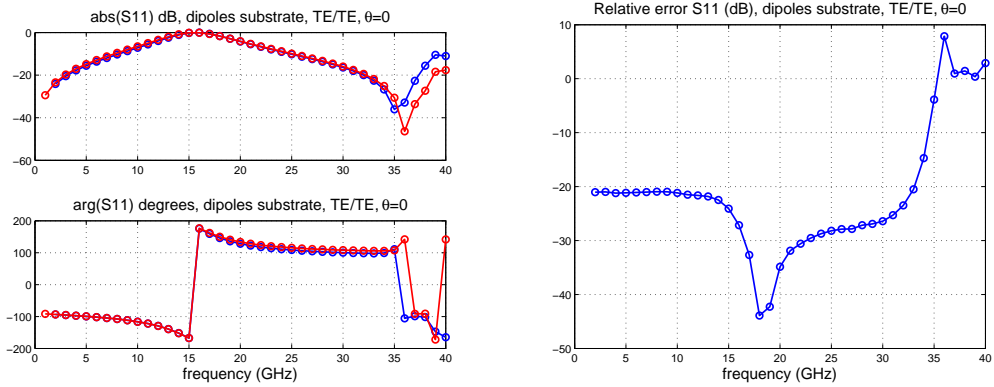 abs(S11) dB, dipoles substrate, TE/TE, θ=0
0
−20
−40
−60
0 5 10 15 20 25 30 35 40
arg(S11) degrees, dipoles substrate, TE/TE, θ=0
200
100
0
−100
−200
0 5 10 15 20 25 30 35 40
frequency (GHz)
Relative error S11 (dB), dipoles substrate, TE/TE, θ=0
10
0
−10
−20
−30
−40
−50
0 5 10 15 20 25 30 35 40
frequency (GHz)